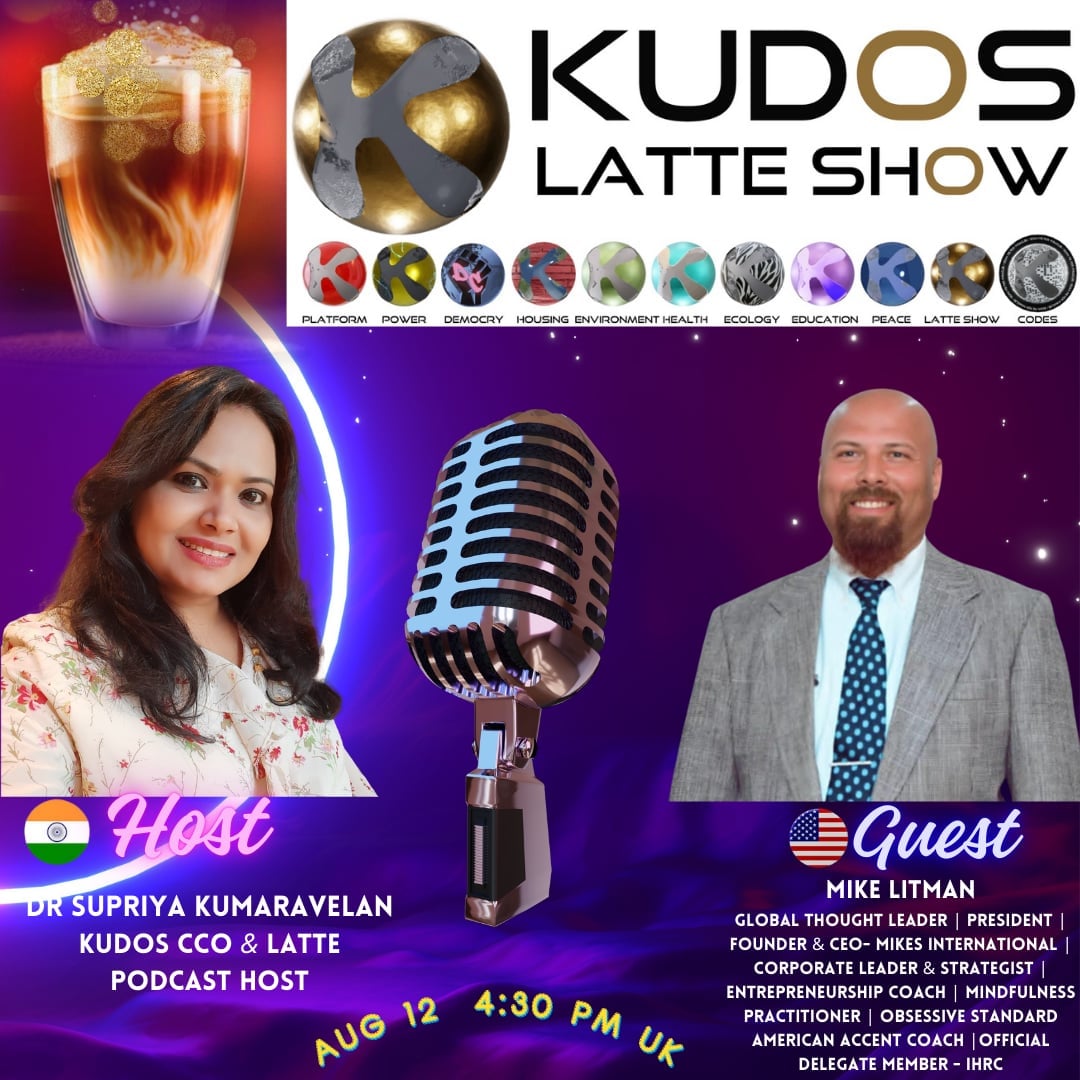 KUDOS
LATTE SHOW
PLATFORM POWER DEMOCRY HOUSING ENVIRONMENT HEALTH ECOLOGY EDUCATION PEACE LATTE SHOW CODES
Host
DR SUPRIYA KUMARAVELAN
KUDOS CCO & LATTE
PODCAST HOST
Guest
MIKE LITMAN
GLOBAL THOUGHT LEADER | PRESIDENT |
FOUNDER & CEO- MIKES INTERNATIONAL |
CORPORATE LEADER & STRATEGIST |
ENTREPRENEURSHIP COACH | MINDFULNESS
PRACTITIONER | OBSESSIVE STANDARD
AMERICAN ACCENT COACH |OFFICIAL
DELEGATE MEMBER - IHRC
AUG 12 4:30 PM UK